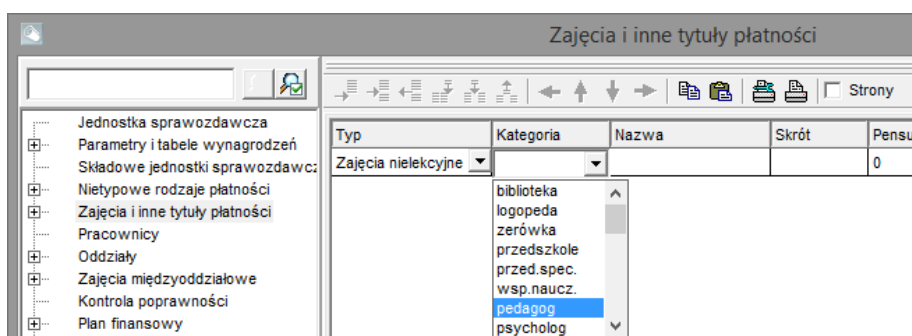 Zajęcia i inne tytuły płatności
Strony
Jednostka sprawozdawcza
Parametry i tabele wynagrodzeń
Składowe jednostki sprawozdawcz
Nietypowe rodzaje płatności
Zajęcia i inne tytuły płatności
Pracownicy
Oddziały
Zajęcia międzyoddziałowe
Kontrola poprawności
Plan finansowy
Typ Kategoria Nazwa Skrót Pensu
Zajęcia nielekcyjne 0
biblioteka
logopeda
zerówka
przedszkole
przed.spec.
wsp.naucz.
pedagog
psycholog